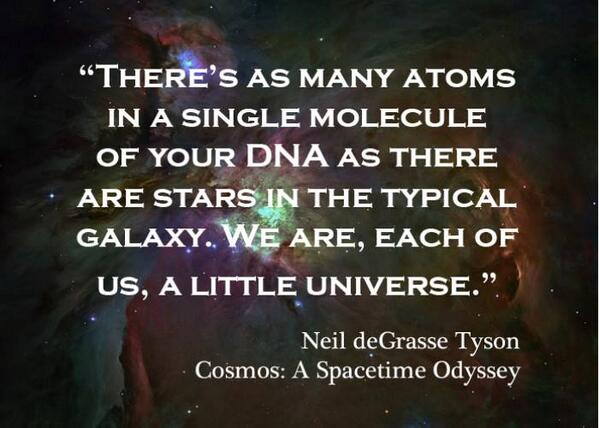 “There’s as many atoms
in a single molecule
of your DNA as there
are stars in the typical
galaxy. We are, each of
us, a little universe.”
Neil deGrasse Tyson
Cosmos: A Spacetime Odyssey